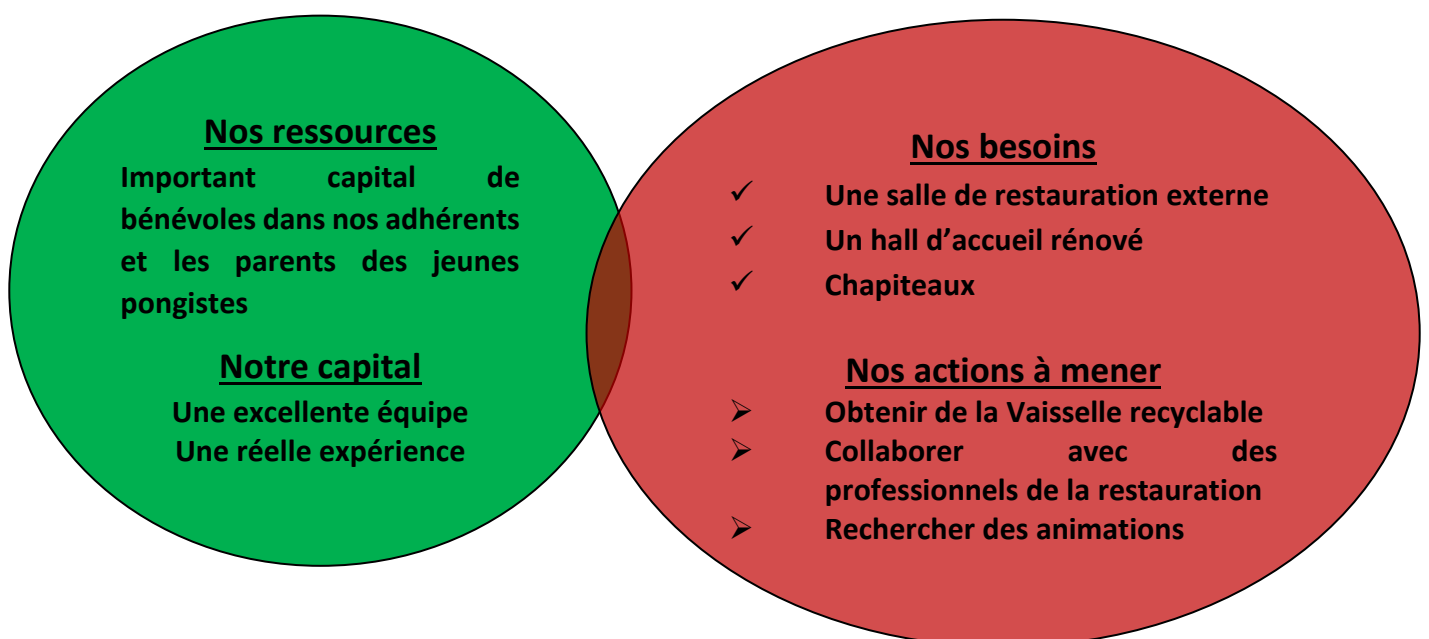 Nos ressources
Important capital de
bénévoles dans nos adhérents
et les parents des jeunes
pongistes
Notre capital
Une excellente équipe
Une réelle expérience
Nos besoins
✓ Une salle de restauration externe
✓ Un hall d’accueil rénové
✓ Chapiteaux
Nos actions à mener
➢ Obtenir de la Vaisselle recyclable
➢ Collaborer avec des
professionnels de la restauration
➢ Rechercher des animations